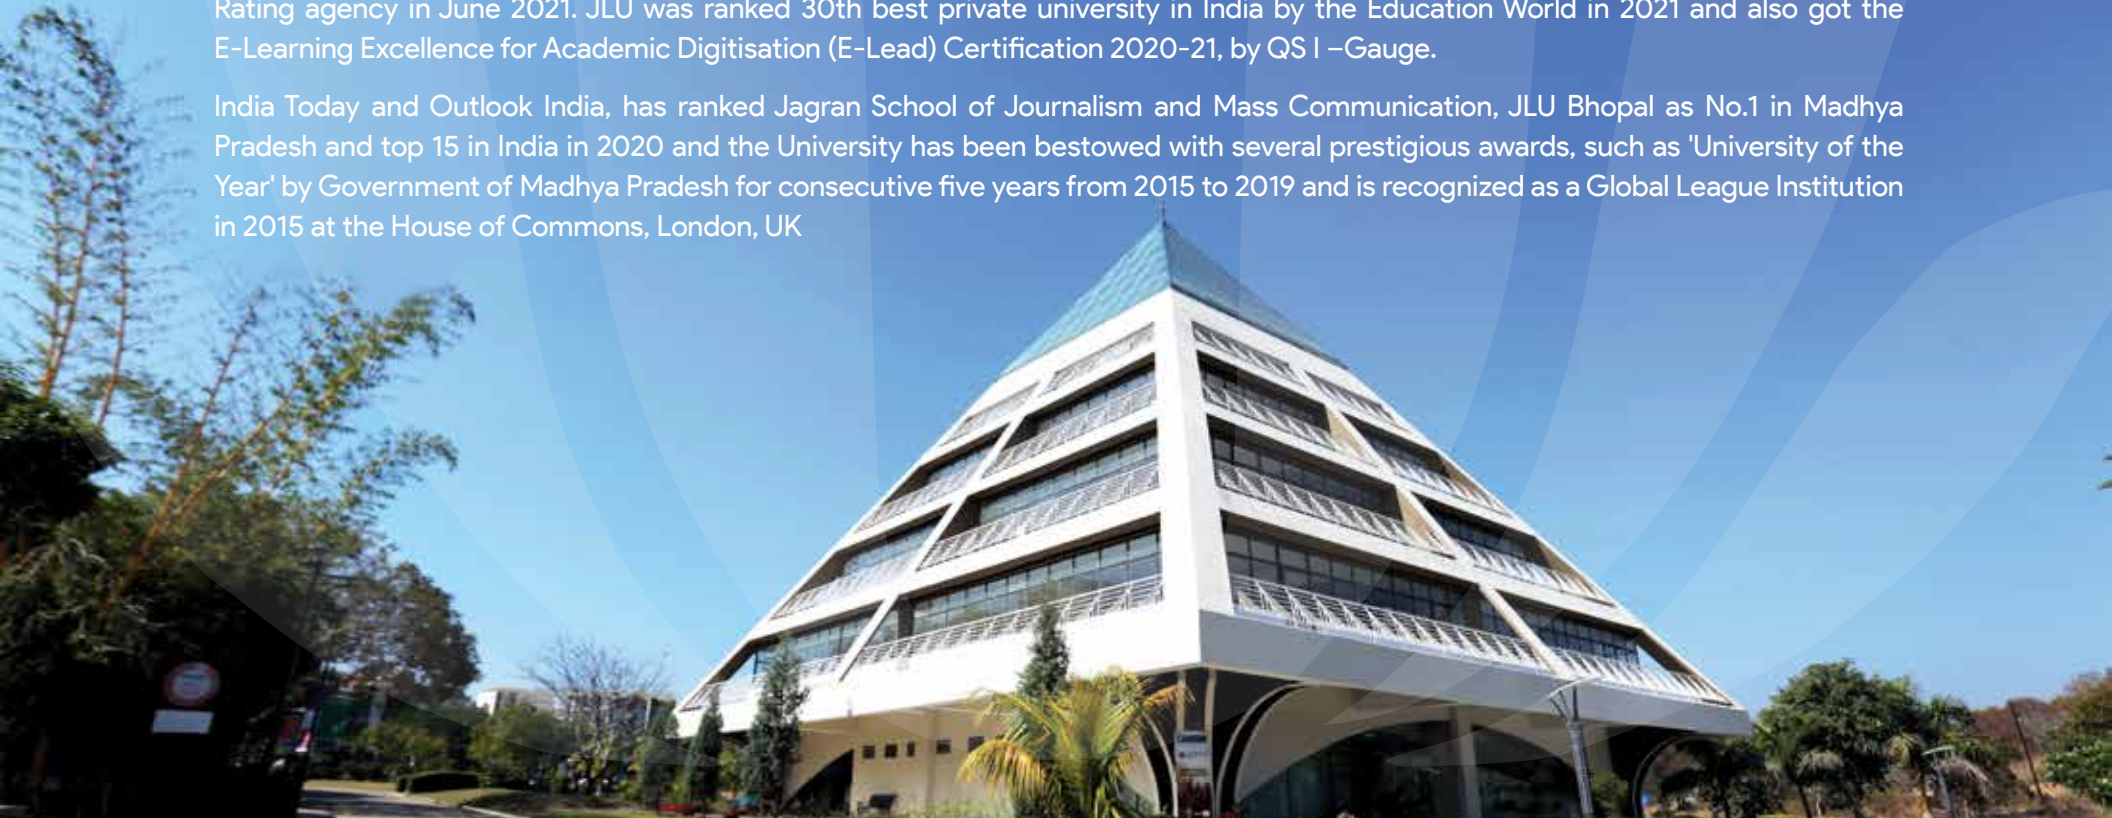 Rating agency in June 2021. JLU was ranked 30th best private university in India by the Education World in 2021 and also got the
E-Learning Excellence for Academic Digitisation (E-Lead) Certification 2020-21, by QS I –Gauge.
India Today and Outlook India, has ranked Jagran School of Journalism and Mass Communication, JLU Bhopal as No.1 in Madhya
Pradesh and top 15 in India in 2020 and the University has been bestowed with several prestigious awards, such as 'University of the
Year' by Government of Madhya Pradesh for consecutive five years from 2015 to 2019 and is recognized as a Global League Institution
in 2015 at the House of Commons, London, UK